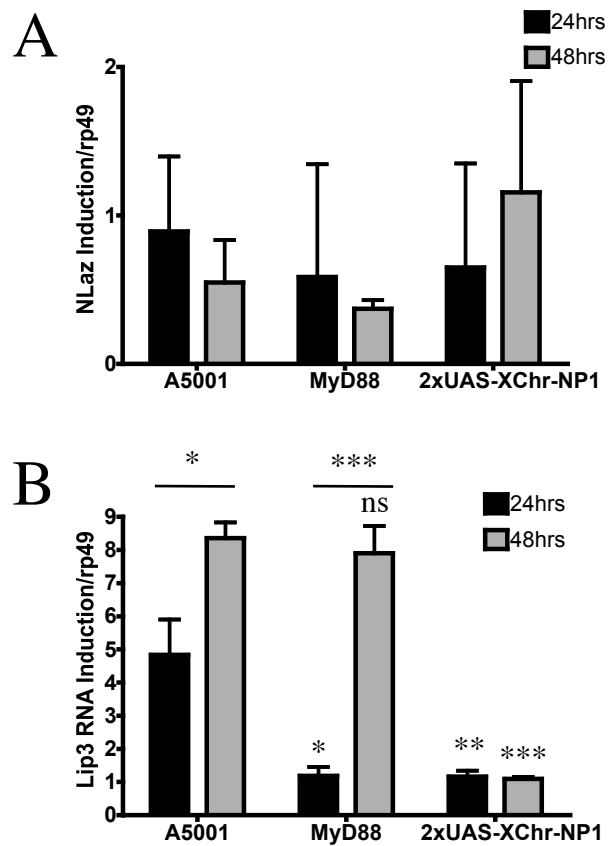 A
24hrs
48hrs
NLaz Induction/rp49
2
1
0
A5001 MyD88 2xUAS-XChr-NP1
B
* ***
ns
24hrs
48hrs
Lip3 RNA Induction/rp49
9
8
7
6
5
4
3
2
1
0
* ** ***
A5001 MyD88 2xUAS-XChr-NP1